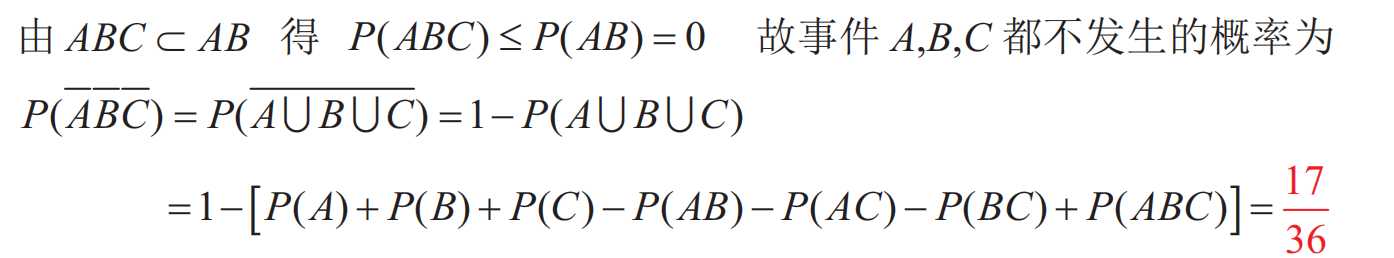 由 ABC ⊂ AB 得 P(ABC) ≤ P(AB) = 0 故事件 A,B,C 都不发生的概率为
P(A̅B̅C̅) = P(\overline{A∪B∪C}) = 1 − P(A∪B∪C)
= 1 − [P(A) + P(B) + P(C) − P(AB) − P(AC) − P(BC) + P(ABC)] = 17/36